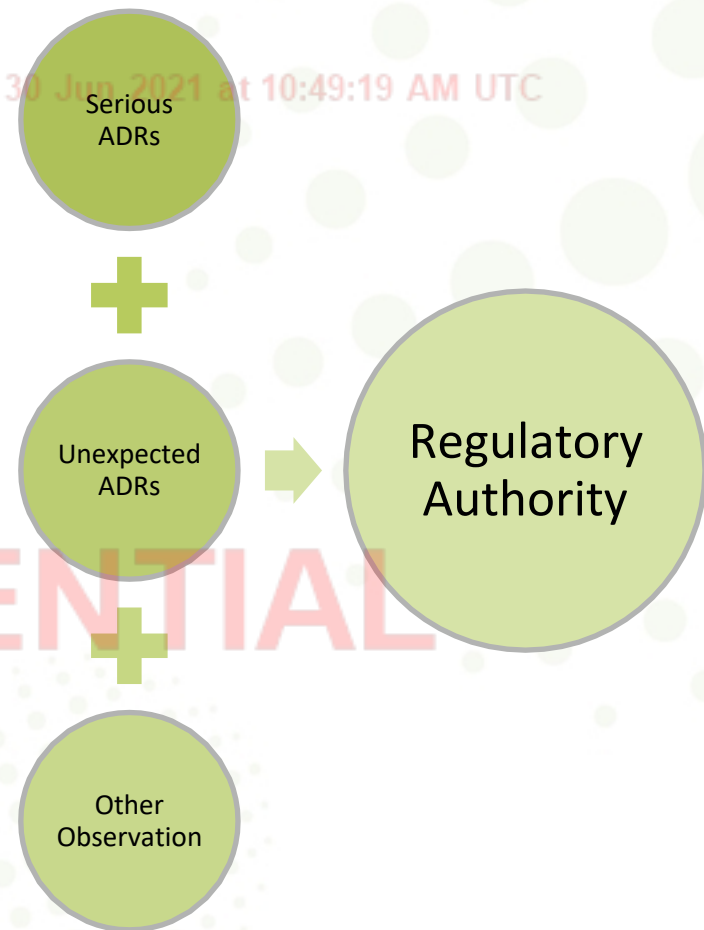 30 Jun 2021 at 10:49:19 AM UTC
Serious
ADRs
Unexpected
ADRs
Regulatory
Authority
ENTIAL
Other
Observation